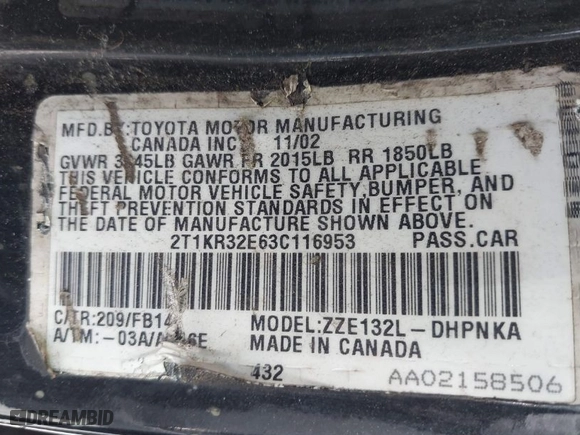 MFD.BY:TOYOTA MOTOR MANUFACTURING
CANADA INC. 11/02
GVWR GAWR FR 2015LB RR 1850LB
THIS VEHICLE CONFORMS TO ALL APPLICABLE
FEDERAL MOTOR VEHICLE SAFETY,BUMPER, AND
THEFT PREVENTION STANDARDS IN EFFECT ON
THE DATE OF MANUFACTURE SHOWN ABOVE.
2T1KR32E63C116953 PASS.CAR
C/TR:209/FB14
MODEL:ZZE132L-DHPNKA
A/TM:
MADE IN CANADA
432
AA02158506
DREAMBID